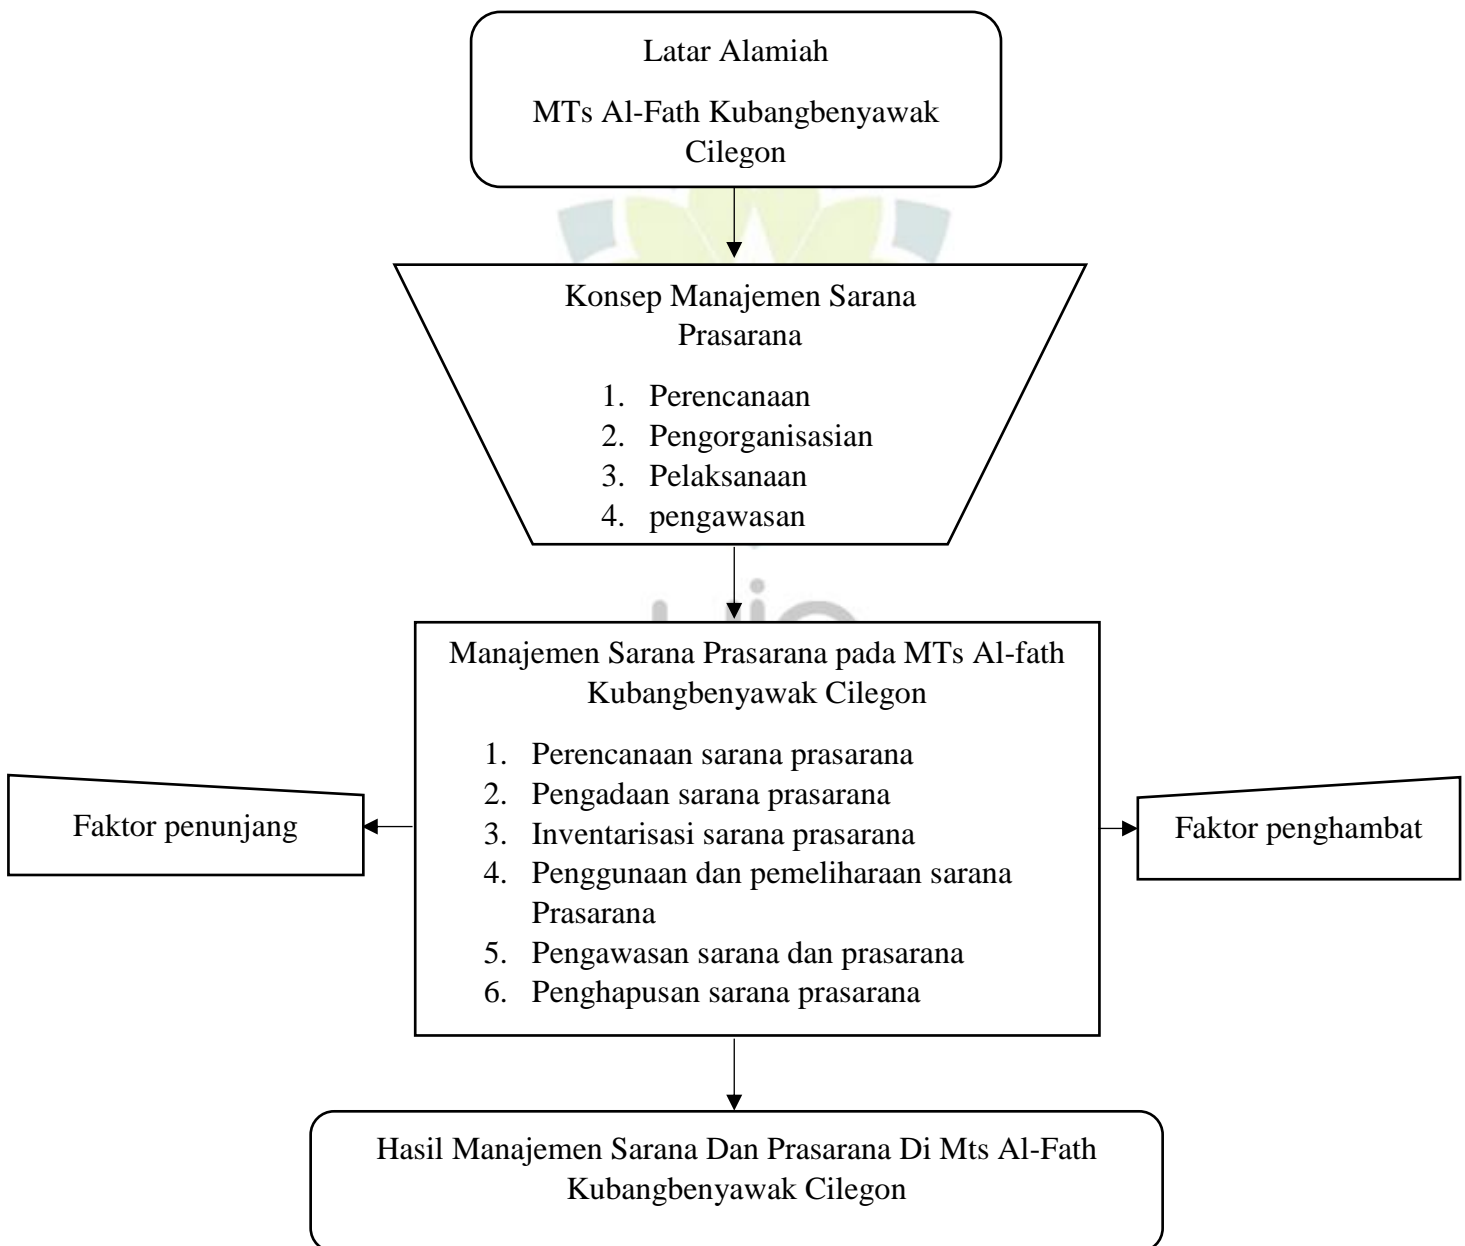 Latar Alamiah
MTs Al-Fath Kubangbenyawak
Cilegon
Konsep Manajemen Sarana
Prasarana
1. Perencanaan
2. Pengorganisasian
3. Pelaksanaan
4. pengawasan
Manajemen Sarana Prasarana pada MTs Al-fath
Kubangbenyawak Cilegon
1. Perencanaan sarana prasarana
2. Pengadaan sarana prasarana
3. Inventarisasi sarana prasarana
4. Penggunaan dan pemeliharaan sarana
Prasarana
5. Pengawasan sarana dan prasarana
6. Penghapusan sarana prasarana
Faktor penunjang
Faktor penghambat
Hasil Manajemen Sarana Dan Prasarana Di Mts Al-Fath
Kubangbenyawak Cilegon